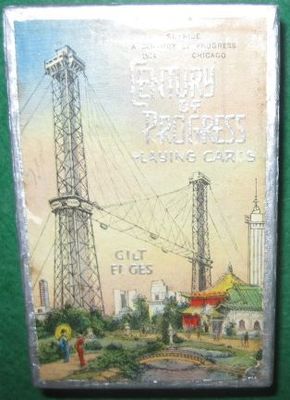 A CENTURY OF PROGRESS
CHICAGO
CENTURY
OF
PROGRESS
PLAYING CARDS
GILT
EDGES